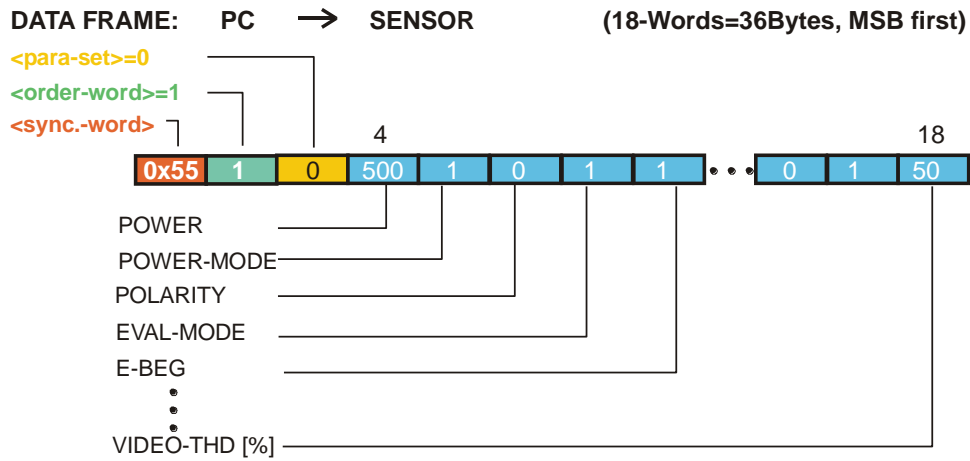 DATA FRAME: PC → SENSOR (18-Words=36Bytes, MSB first)
<para-set>=0
<order-word>=1
<sync.-word>
4 18
0x55 1 0 500 1 0 1 1 ••• 0 1 50
POWER
POWER-MODE
POLARITY
EVAL-MODE
E-BEG
VIDEO-THD [%]